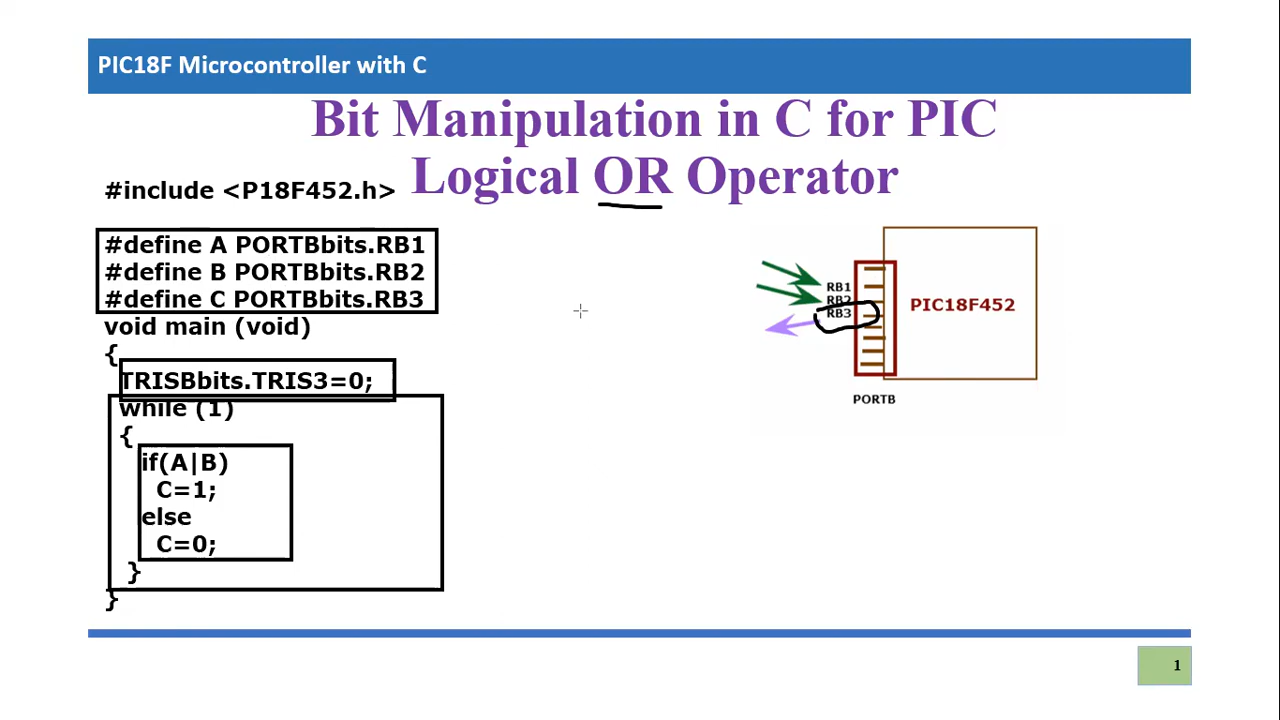 PIC18F Microcontroller with C
Bit Manipulation in C for PIC
Logical OR Operator
#include <P18F452.h>
#define A PORTBbits.RB1
#define B PORTBbits.RB2
#define C PORTBbits.RB3
void main (void)
{
TRISBbits.TRIS3=0;
while (1)
{
if(A|B)
C=1;
else
C=0;
}
}
RB1
RB2
RB3
PIC18F452
PORTB
1